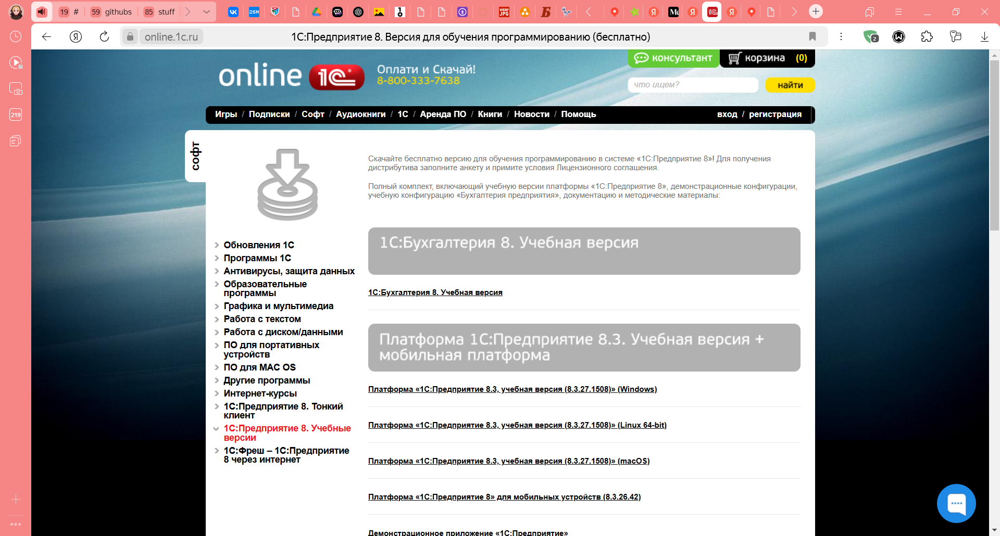 19 #
59 githubs
85 stuff
online.1c.ru
1С:Предприятие 8. Версия для обучения программированию (бесплатно)
2
219
online 1С
Оплати и Скачай!
8-800-333-7638
консультант
корзина (0)
что ищем?
найти
Игры / Подписки / Софт / Аудиокниги / 1С / Аренда ПО / Книги / Новости / Помощь
вход / регистрация
софт
Обновления 1С
Программы 1С
Антивирусы, защита данных
Образовательные
программы
Графика и мультимедиа
Работа с текстом
Работа с диском/данными
ПО для портативных
устройств
ПО для MAC OS
Другие программы
Интернет-курсы
1С:Предприятие 8. Тонкий
клиент
1С:Предприятие 8. Учебные
версии
1С:Фреш – 1С:Предприятие
8 через интернет
Скачайте бесплатно версию для обучения программированию в системе «1С:Предприятие 8»! Для получения
дистрибутива заполните анкету и примите условия Лицензионного соглашения.
Полный комплект, включающий учебную версии платформы «1С:Предприятие 8», демонстрационные конфигурации,
учебную конфигурацию «Бухгалтерия предприятия», документацию и методические материалы:
1С:Бухгалтерия 8. Учебная версия
1С:Бухгалтерия 8. Учебная версия
Платформа 1С:Предприятие 8.3. Учебная версия +
мобильная платформа
Платформа «1С:Предприятие 8.3, учебная версия (8.3.27.1508)» (Windows)
Платформа «1С:Предприятие 8.3, учебная версия (8.3.27.1508)» (Linux 64-bit)
Платформа «1С:Предприятие 8.3, учебная версия (8.3.27.1508)» (macOS)
Платформа «1С:Предприятие 8» для мобильных устройств (8.3.26.42)
Демонстрационное приложение «1С:Предприятие»